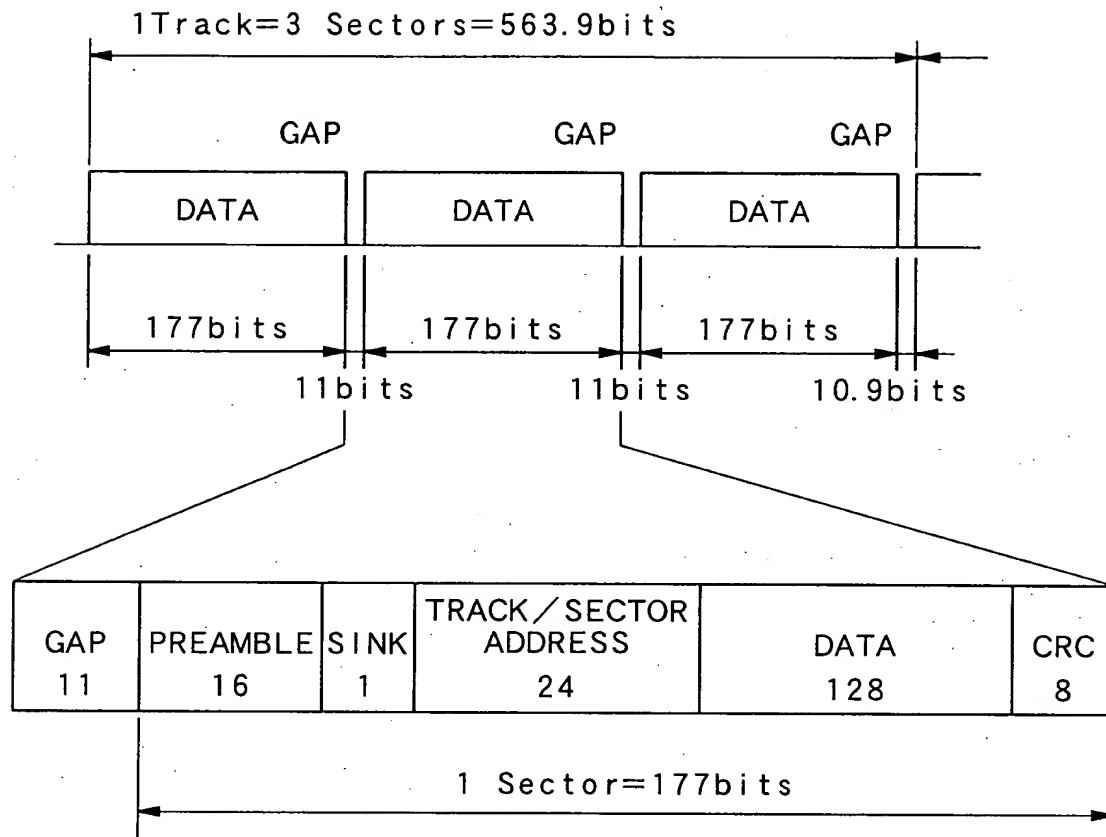 1Track=3 Sectors=563.9bits
GAP GAP GAP
DATA DATA DATA
177bits 177bits 177bits
11bits 11bits 10.9bits
GAP 11
PREAMBLE 16
SINK 1
TRACK/SECTOR
ADDRESS
24
DATA 128
CRC 8
1 Sector=177bits